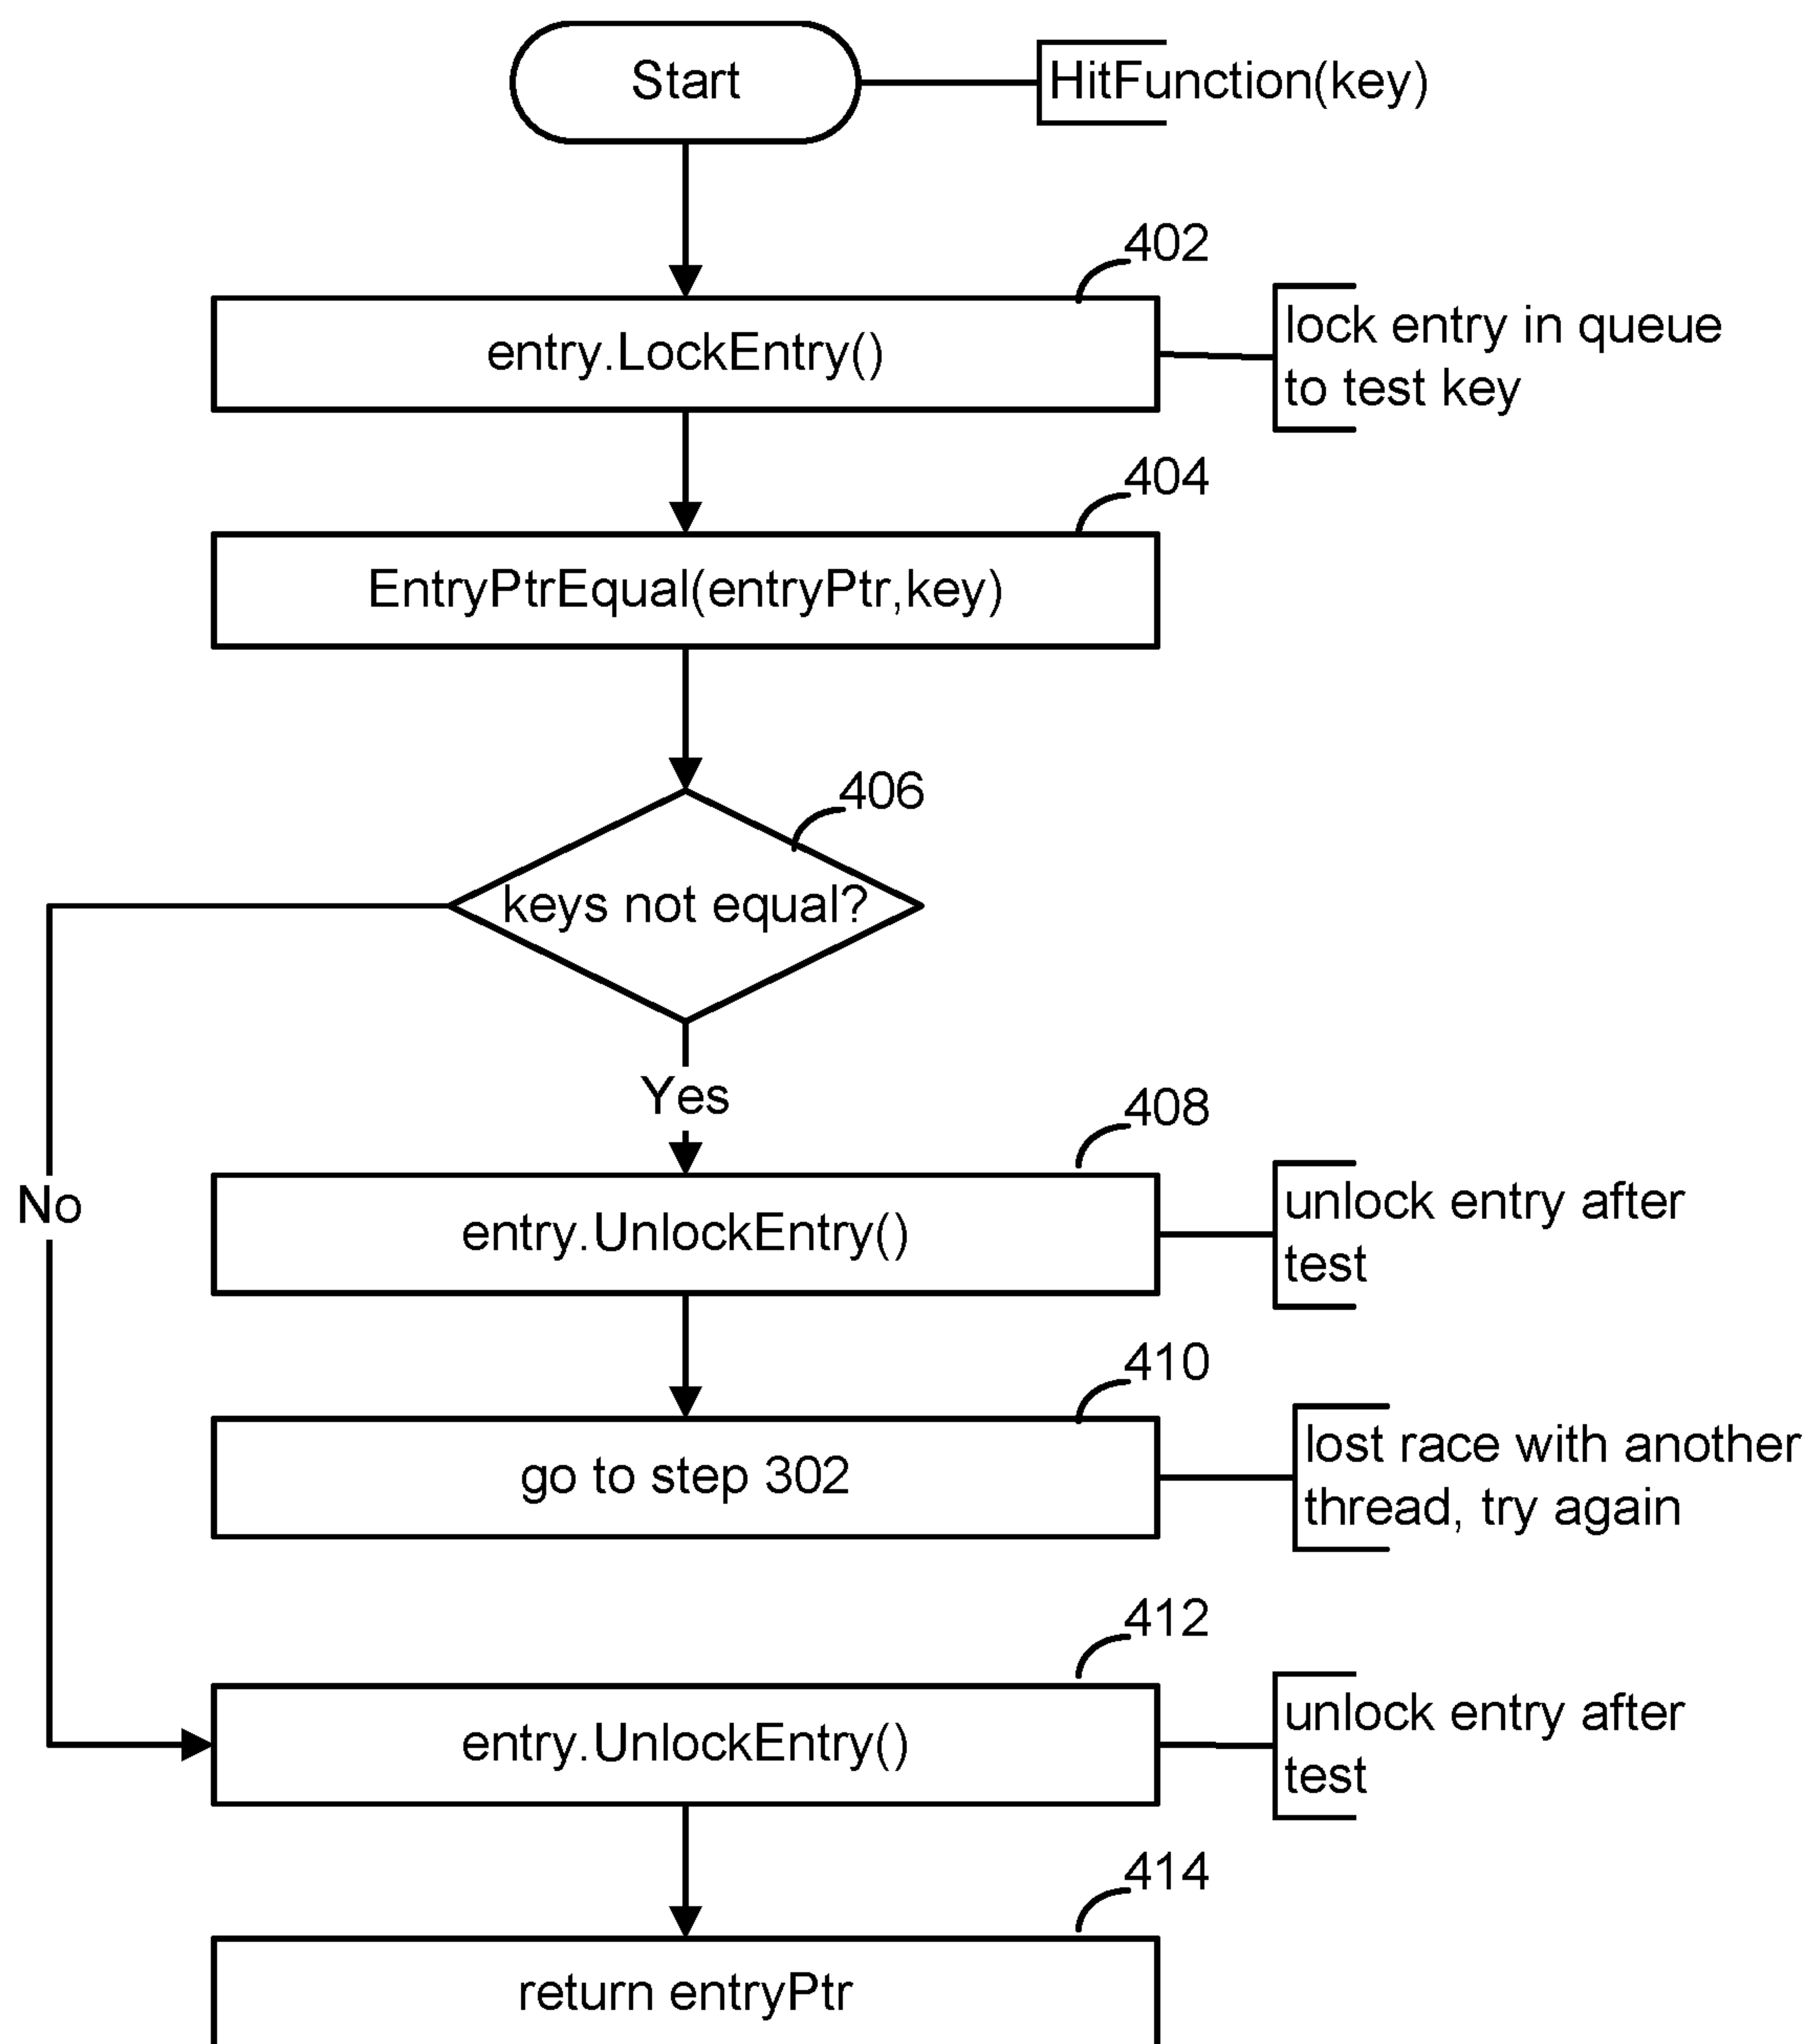 Start
HitFunction(key)
402
entry.LockEntry()
lock entry in queue
to test key
404
EntryPtrEqual(entryPtr,key)
406
keys not equal?
Yes
No
408
entry.UnlockEntry()
unlock entry after
test
410
go to step 302
lost race with another
thread, try again
412
entry.UnlockEntry()
unlock entry after
test
414
return entryPtr